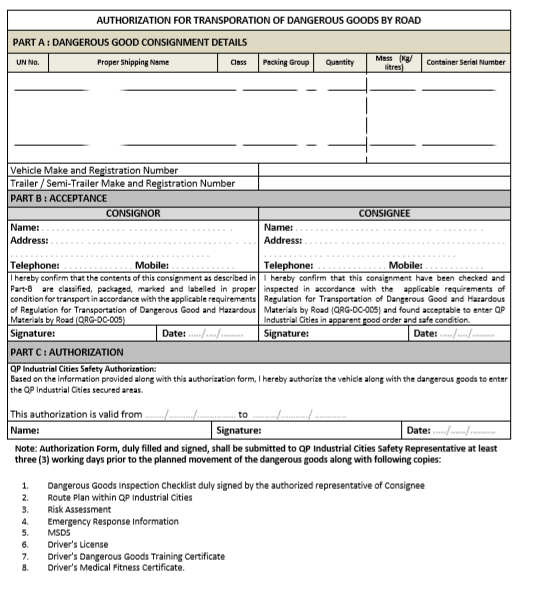 AUTHORIZATION FOR TRANSPORATION OF DANGEROUS GOODS BY ROAD
PART A : DANGEROUS GOOD CONSIGNMENT DETAILS
UN No. Proper Shipping Name Class Packing Group Quantity Mass (Kg/ litres) Container Serial Number
Vehicle Make and Registration Number
Trailer / Semi-Trailer Make and Registration Number
PART B : ACCEPTANCE
CONSIGNOR CONSIGNEE
Name: Name:
Address: Address:
Telephone: Mobile: Telephone: Mobile:
I hereby confirm that the contents of this consignment as described in
Part-B are classified, packaged, marked and labelled in proper
condition for transport in accordance with the applicable requirements
of Regulation for Transportation of Dangerous Good and Hazardous
Materials by Road (QRG-DC-005)
I hereby confirm that this consignment have been checked and
inspected in accordance with the applicable requirements of
Regulation for Transportation of Dangerous Good and Hazardous
Materials by Road (QRG-DC-005) and found acceptable to enter QP
Industrial Cities in apparent good order and safe condition.
Signature: Date: ...../...../..... Signature: Date: ...../...../.....
PART C : AUTHORIZATION
QP Industrial Cities Safety Authorization:
Based on the information provided along with this authorization form, I hereby authorize the vehicle along with the dangerous goods to enter
the QP Industrial Cities secured areas.
This authorization is valid from ......./......../.......... to ......../........./...........
Name: Signature: Date: ...../...../.....
Note: Authorization Form, duly filled and signed, shall be submitted to QP Industrial Cities Safety Representative at least
three (3) working days prior to the planned movement of the dangerous goods along with following copies:
1. Dangerous Goods Inspection Checklist duly signed by the authorized representative of Consignee
2. Route Plan within QP Industrial Cities
3. Risk Assessment
4. Emergency Response Information
5. MSDS
6. Driver's License
7. Driver's Dangerous Goods Training Certificate
8. Driver's Medical Fitness Certificate.